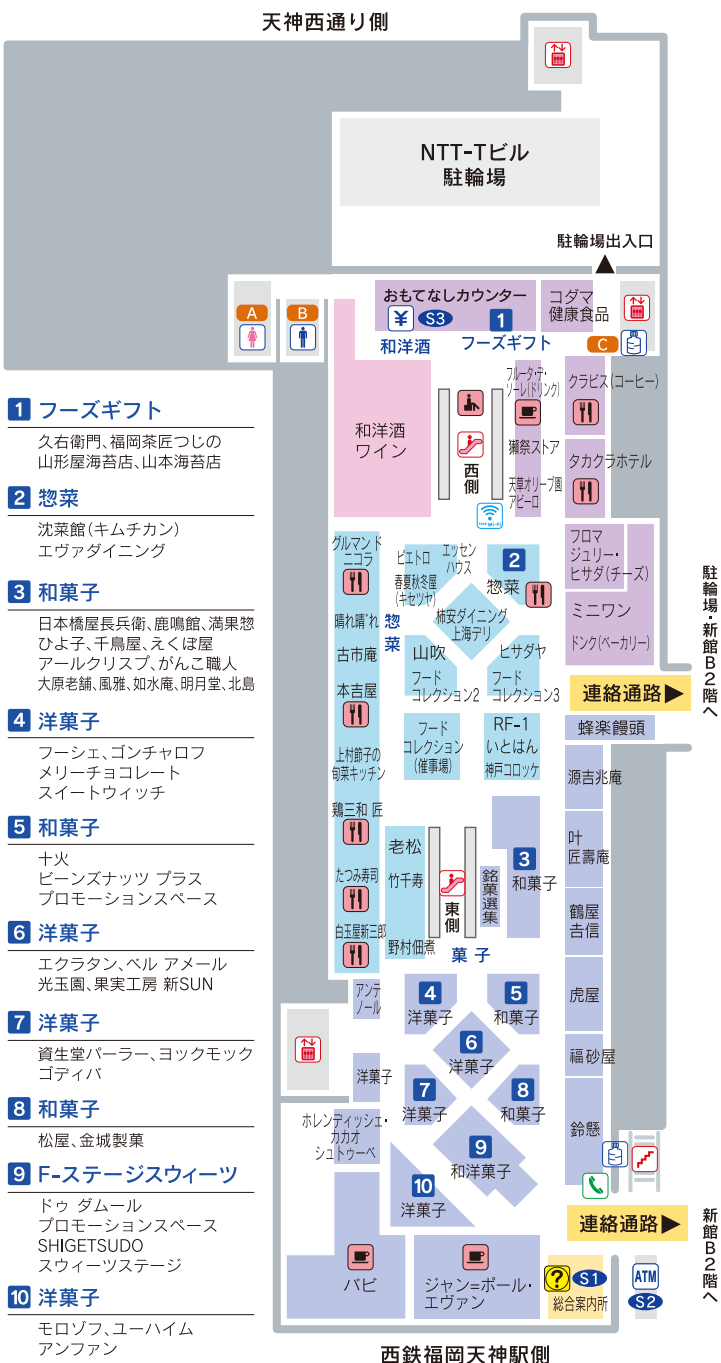 天神西通り側
NTT-Tビル
駐輪場
駐輪場出入口
A
B
おもてなしカウンター
¥ S3
1
和洋酒
フーズギフト
コダマ
健康食品
C
和洋酒
ワイン
西側
フルータ・デ・
ソーレ(ドリンク)
獺祭ストア
天草オリーブ園
アビーロ
クラビス(コーヒー)
タカクラホテル
Wi-Fi
1 フーズギフト
久右衛門、福岡茶匠つじの
山形屋海苔店、山本海苔店
2 惣菜
沈菜館(キムチカン)
エヴァダイニング
3 和菓子
日本橋屋長兵衛、鹿鳴館、満果惣
ひよ子、千鳥屋、えくぼ屋
アールクリスプ、がんこ職人
大原老舗、風雅、如水庵、明月堂、北島
4 洋菓子
フーシェ、ゴンチャロフ
メリーチョコレート
スイートウィッチ
5 和菓子
十火
ビーンズナッツ プラス
プロモーションスペース
6 洋菓子
エクラタン、ベル アメール
光玉園、果実工房 新SUN
7 洋菓子
資生堂パーラー、ヨックモック
ゴディバ
8 和菓子
松屋、金城製菓
9 F-ステージスウィーツ
ドゥ ダムール
プロモーションスペース
SHIGETSUDO
スウィーツステージ
10 洋菓子
モロゾフ、ユーハイム
アンファン
グルマンド
ニコラ
晴れ晴"れ
古市庵
本吉屋
上村節子の
旬菜キッチン
鶏三和 匠
たつみ寿司
白玉屋新三郎
惣菜
ピエトロ
春夏秋冬屋
(キセツヤ)
エッセン
ハウス
2
惣菜
柿安ダイニング
上海デリ
山吹
フード
コレクション2
ヒサダヤ
フード
コレクション3
フード
コレクション
(催事場)
RF-1
いとはん
神戸コロッケ
フロマ
ジュリー・
ヒサダ(チーズ)
ミニワン
ドンク(ベーカリー)
連絡通路▶
駐輪場・新館B2階へ
蜂楽饅頭
源吉兆庵
叶
匠壽庵
鶴屋
吉信
虎屋
福砂屋
鈴懸
老松
竹千寿
野村佃煮
東側
銘菓選集
3
和菓子
菓子
アンテ
ノール
4
洋菓子
5
和菓子
6
洋菓子
洋菓子
7
洋菓子
8
和菓子
ホレンディッシェ・
カカオ
シュトゥーベ
9
和洋菓子
10
洋菓子
連絡通路▶
新館B2階へ
バビ
ジャン=ポール・
エヴァン
? S1
総合案内所
ATM
S2
西鉄福岡天神駅側